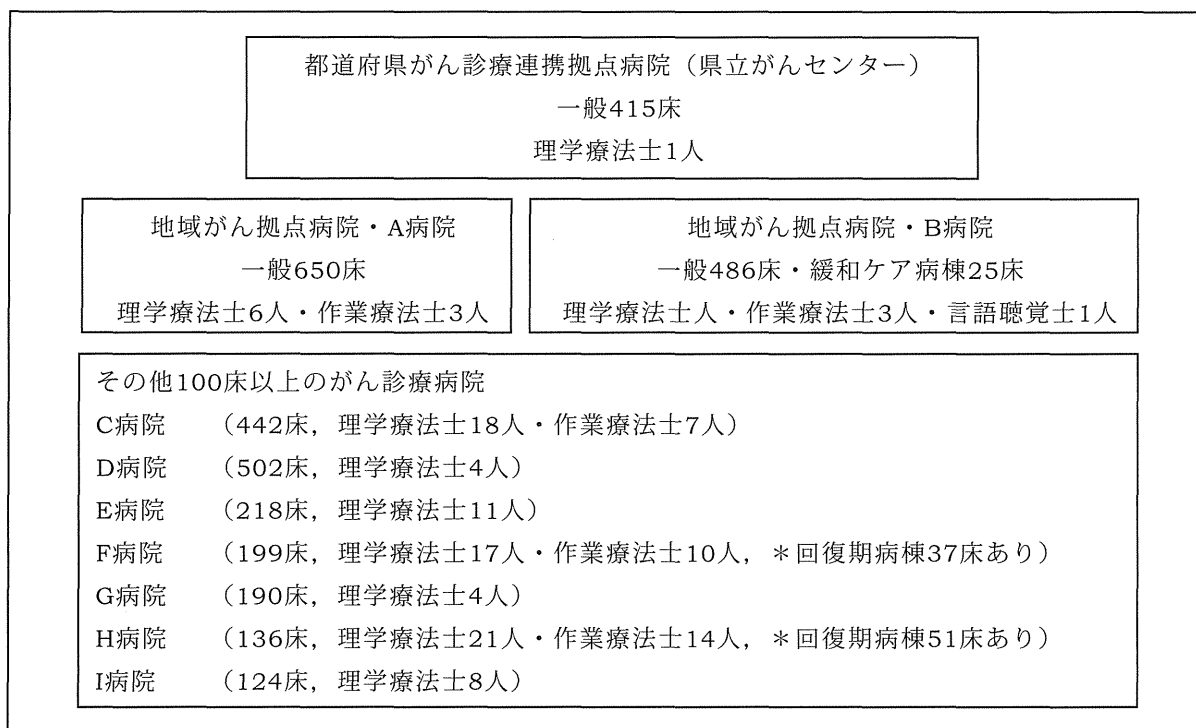 都道府県がん診療連携拠点病院（県立がんセンター）
一般415床
理学療法士1人
地域がん拠点病院・A病院
一般650床
理学療法士6人・作業療法士3人
地域がん拠点病院・B病院
一般486床・緩和ケア病棟25床
理学療法士人・作業療法士3人・言語聴覚士1人
その他100床以上のがん診療病院
C病院　（442床，理学療法士18人・作業療法士7人）
D病院　（502床，理学療法士4人）
E病院　（218床，理学療法士11人）
F病院　（199床，理学療法士17人・作業療法士10人，＊回復期病棟37床あり）
G病院　（190床，理学療法士4人）
H病院　（136床，理学療法士21人・作業療法士14人，＊回復期病棟51床あり）
I病院　（124床，理学療法士8人）